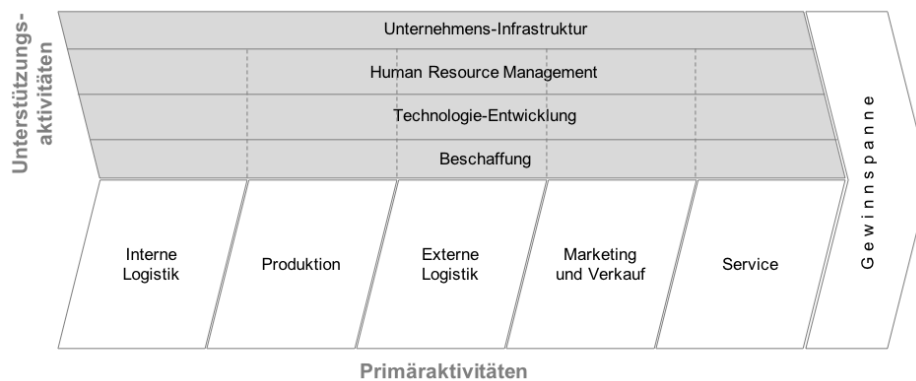 Unterstützungs-
aktivitäten
Unternehmens-Infrastruktur
Human Resource Management
Technologie-Entwicklung
Beschaffung
Interne
Logistik
Produktion
Externe
Logistik
Marketing
und Verkauf
Service
Gewinnspanne
Primäraktivitäten